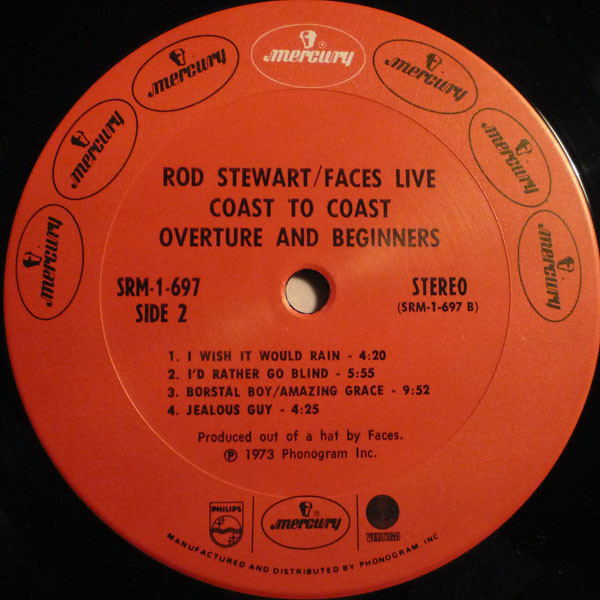 mercury
mercury
mercury
mercury
mercury
mercury
mercury
ROD STEWART/FACES LIVE
COAST TO COAST
OVERTURE AND BEGINNERS
SRM-1-697
SIDE 2
STEREO
(SRM-1-697 B)
1. I WISH IT WOULD RAIN - 4:20
2. I'D RATHER GO BLIND - 5:55
3. BORSTAL BOY/AMAZING GRACE - 9:52
4. JEALOUS GUY - 4:25
Produced out of a hat by Faces.
℗ 1973 Phonogram Inc.
PHILIPS
mercury
VERTIGO
MANUFACTURED AND DISTRIBUTED BY PHONOGRAM, INC